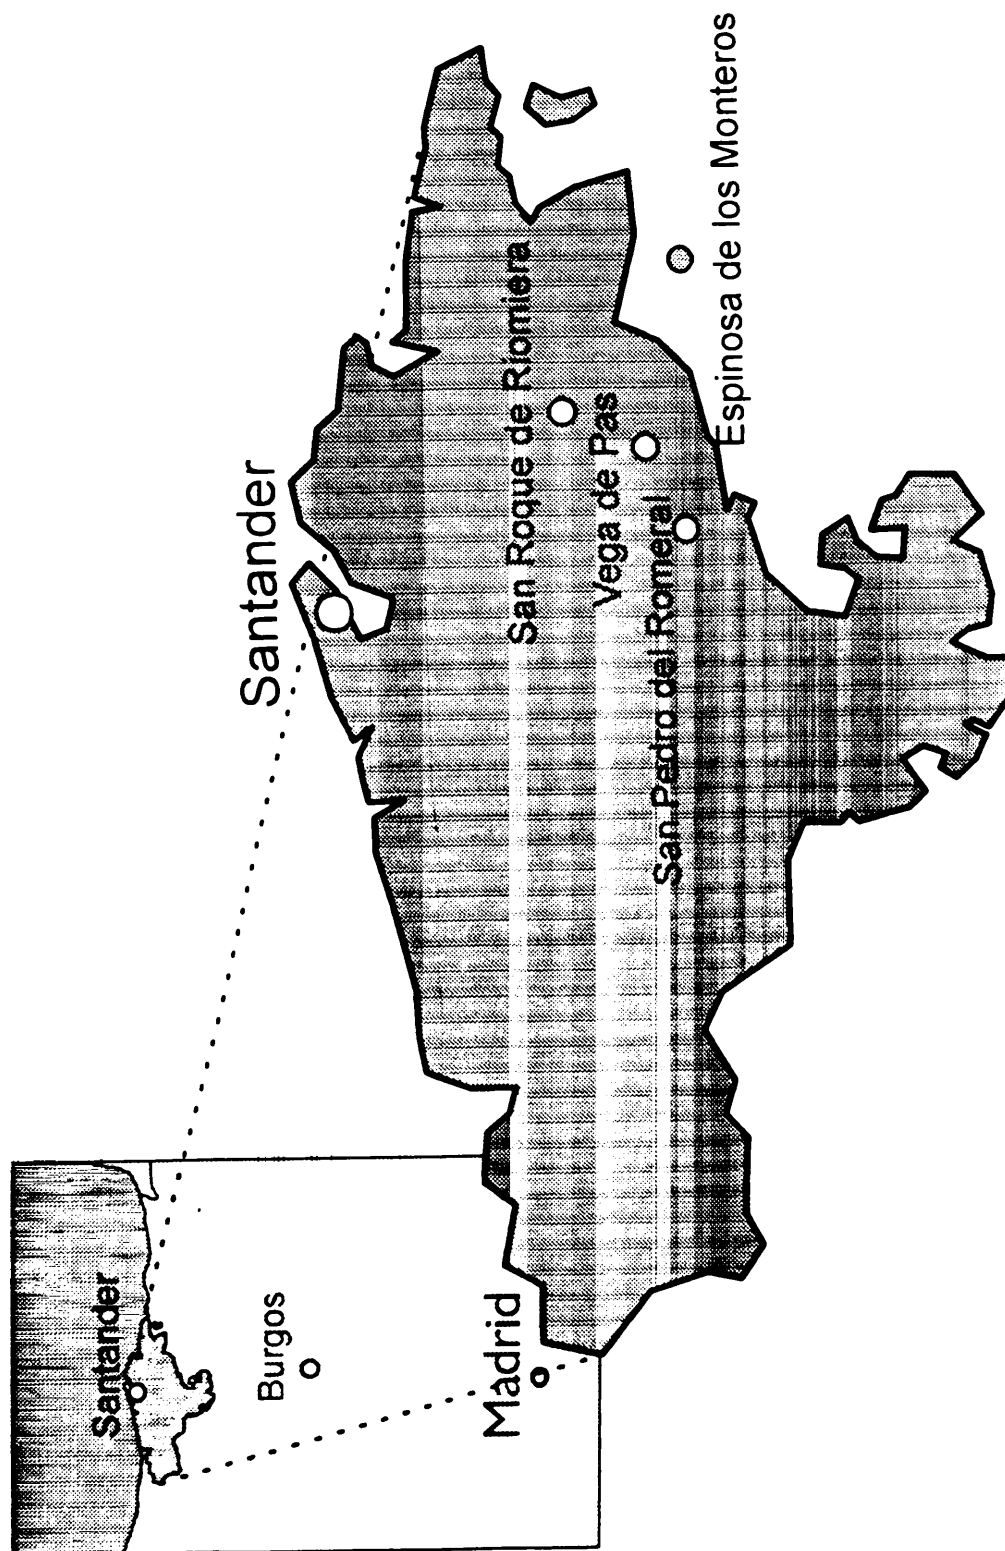 Santander
Burgos
Madrid
Santander
San Roque de Riomiera
Vega de Pas
San Pedro del Romeral
Espinosa de los Monteros